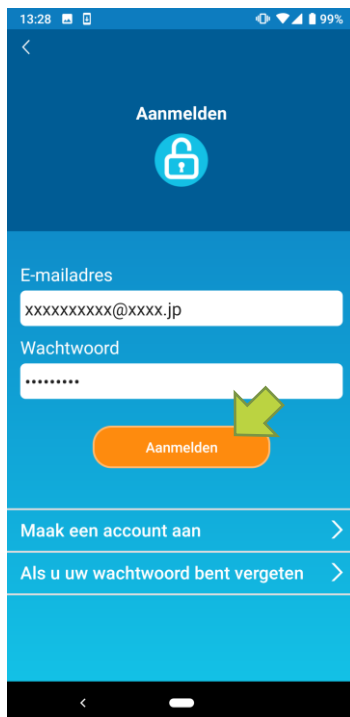 13:28 99%
Aanmelden
E-mailadres
xxxxxxxxxx@xxxx.jp
Wachtwoord
•••••••••
Aanmelden
Maak een account aan
Als u uw wachtwoord bent vergeten